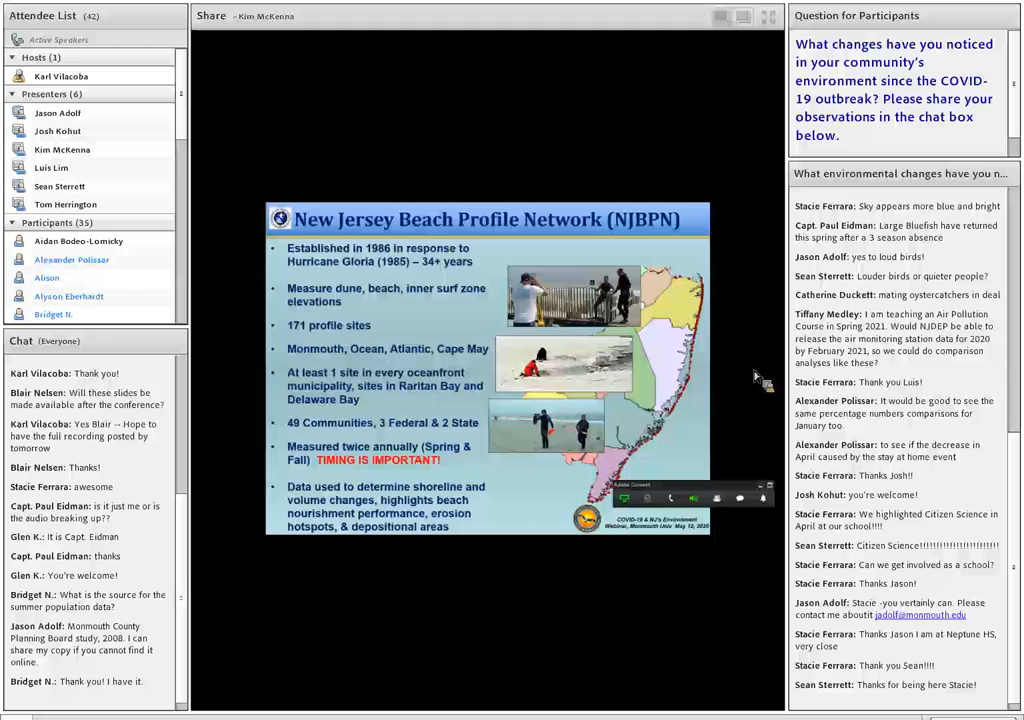 Attendee List (42)
Active Speakers
Hosts (1)
Karl Vilacoba
Presenters (6)
Jason Adolf
Josh Kohut
Kim McKenna
Luis Lim
Sean Sterrett
Tom Herrington
Participants (35)
Aidan Bodeo-Lomicky
Alexander Polissar
Alison
Alyson Eberhardt
Bridget N.
Chat (Everyone)
Karl Vilacoba: Thank you!
Blair Nelsen: Will these slides be
made available after the conference?
Karl Vilacoba: Yes Blair -- Hope to
have the full recording posted by
tomorrow
Blair Nelsen: Thanks!
Stacie Ferrara: awesome
Capt. Paul Eidman: is it just me or is
the audio breaking up??
Glen K.: It is Capt. Eidman
Capt. Paul Eidman: thanks
Glen K.: You're welcome!
Bridget N.: What is the source for the
summer population data?
Jason Adolf: Monmouth County
Planning Board study, 2008. I can
share my copy if you cannot find it
online.
Bridget N.: Thank you! I have it.
Share - Kim McKenna
New Jersey Beach Profile Network (NJBPN)
• Established in 1986 in response to
Hurricane Gloria (1985) – 34+ years
• Measure dune, beach, inner surf zone
elevations
• 171 profile sites
• Monmouth, Ocean, Atlantic, Cape May
• At least 1 site in every oceanfront
municipality, sites in Raritan Bay and
Delaware Bay
• 49 Communities, 3 Federal & 2 State
• Measured twice annually (Spring &
Fall) TIMING IS IMPORTANT!
• Data used to determine shoreline and
volume changes, highlights beach
nourishment performance, erosion
hotspots, & depositional areas
Adobe Connect
COVID-19 & NJ's Environment
Webinar, Monmouth Univ May 12, 2020
Question for Participants
What changes have you noticed
in your community's
environment since the COVID-
19 outbreak? Please share your
observations in the chat box
below.
What environmental changes have you n...
Stacie Ferrara: Sky appears more blue and bright
Capt. Paul Eidman: Large Bluefish have returned
this spring after a 3 season absence
Jason Adolf: yes to loud birds!
Sean Sterrett: Louder birds or quieter people?
Catherine Duckett: mating oystercatchers in deal
Tiffany Medley: I am teaching an Air Pollution
Course in Spring 2021. Would NJDEP be able to
release the air monitoring station data for 2020
by February 2021, so we could do comparison
analyses like these?
Stacie Ferrara: Thank you Luis!
Alexander Polissar: It would be good to see the
same percentage numbers comparisons for
January too.
Alexander Polissar: to see if the decrease in
April caused by the stay at home event
Stacie Ferrara: Thanks Josh!!
Josh Kohut: you're welcome!
Stacie Ferrara: We highlighted Citizen Science in
April at our school!!!!
Sean Sterrett: Citizen Science!!!!!!!!!!!!!!!!!!!!!!!!
Stacie Ferrara: Can we get involved as a school?
Stacie Ferrara: Thanks Jason!
Jason Adolf: Stacie -you vertainly can. Please
contact me aboutit jadolf@monmouth.edu
Stacie Ferrara: Thanks Jason I am at Neptune HS,
very close
Stacie Ferrara: Thank you Sean!!!!
Sean Sterrett: Thanks for being here Stacie!